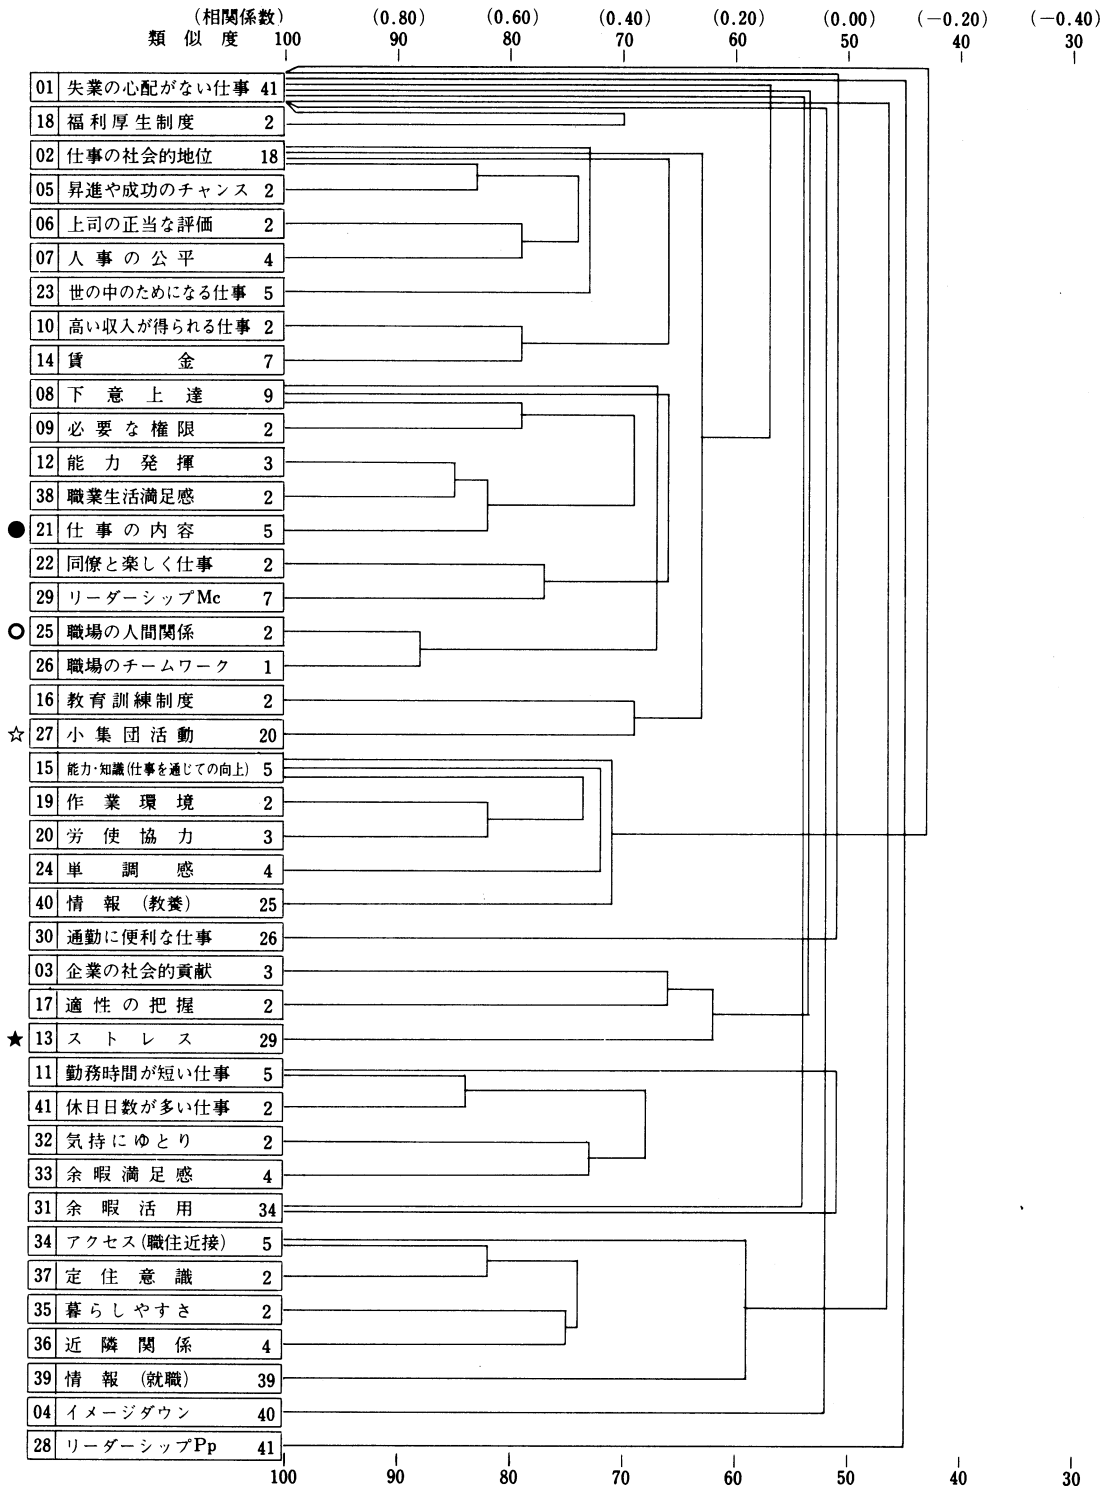 (相関係数) (0.80) (0.60) (0.40) (0.20) (0.00) (−0.20) (−0.40)
類似度 100 90 80 70 60 50 40 30
01 失業の心配がない仕事 41
18 福利厚生制度 2
02 仕事の社会的地位 18
05 昇進や成功のチャンス 2
06 上司の正当な評価 2
07 人事の公平 4
23 世の中のためになる仕事 5
10 高い収入が得られる仕事 2
14 賃金 7
08 下意上達 9
09 必要な権限 2
12 能力発揮 3
38 職業生活満足感 2
● 21 仕事の内容 5
22 同僚と楽しく仕事 2
29 リーダーシップMc 7
○ 25 職場の人間関係 2
26 職場のチームワーク 1
16 教育訓練制度 2
☆ 27 小集団活動 20
15 能力・知識(仕事を通じての向上) 5
19 作業環境 2
20 労使協力 3
24 単調感 4
40 情報(教養) 25
30 通勤に便利な仕事 26
03 企業の社会的貢献 3
17 適性の把握 2
★ 13 ストレス 29
11 勤務時間が短い仕事 5
41 休日日数が多い仕事 2
32 気持にゆとり 2
33 余暇満足感 4
31 余暇活用 34
34 アクセス(職住近接) 5
37 定住意識 2
35 暮らしやすさ 2
36 近隣関係 4
39 情報(就職) 39
04 イメージダウン 40
28 リーダーシップPp 41
100 90 80 70 60 50 40 30